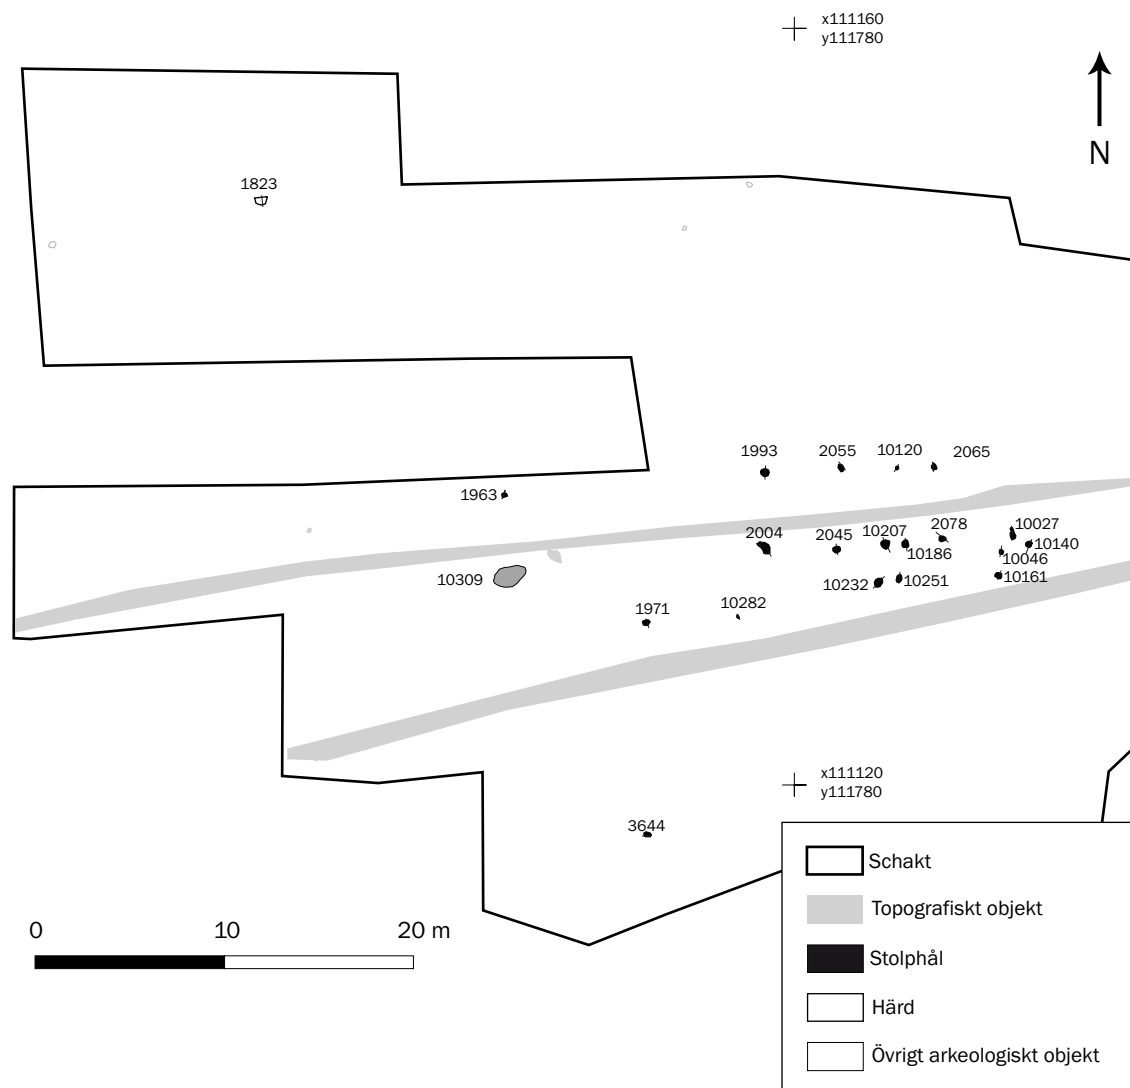 x111160
y111780
N
1823
1993
2055
10120
2065
1963
2004
2045
10207
2078
10027
10186
10140
10046
10309
10232
10251
10161
1971
10282
x111120
y111780
3644
Schakt
Topografiskt objekt
0 10 20 m
Stolphål
Härd
Övrigt arkeologiskt objekt